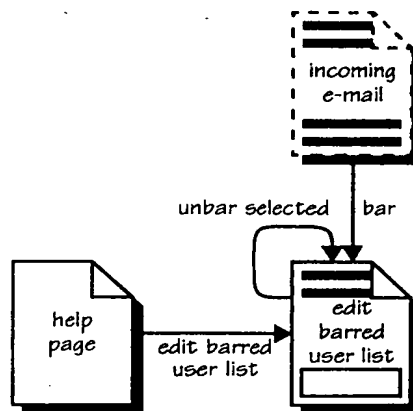 incoming
e-mail
unbar selected
bar
help
page
edit barred
user list
edit
barred
user list